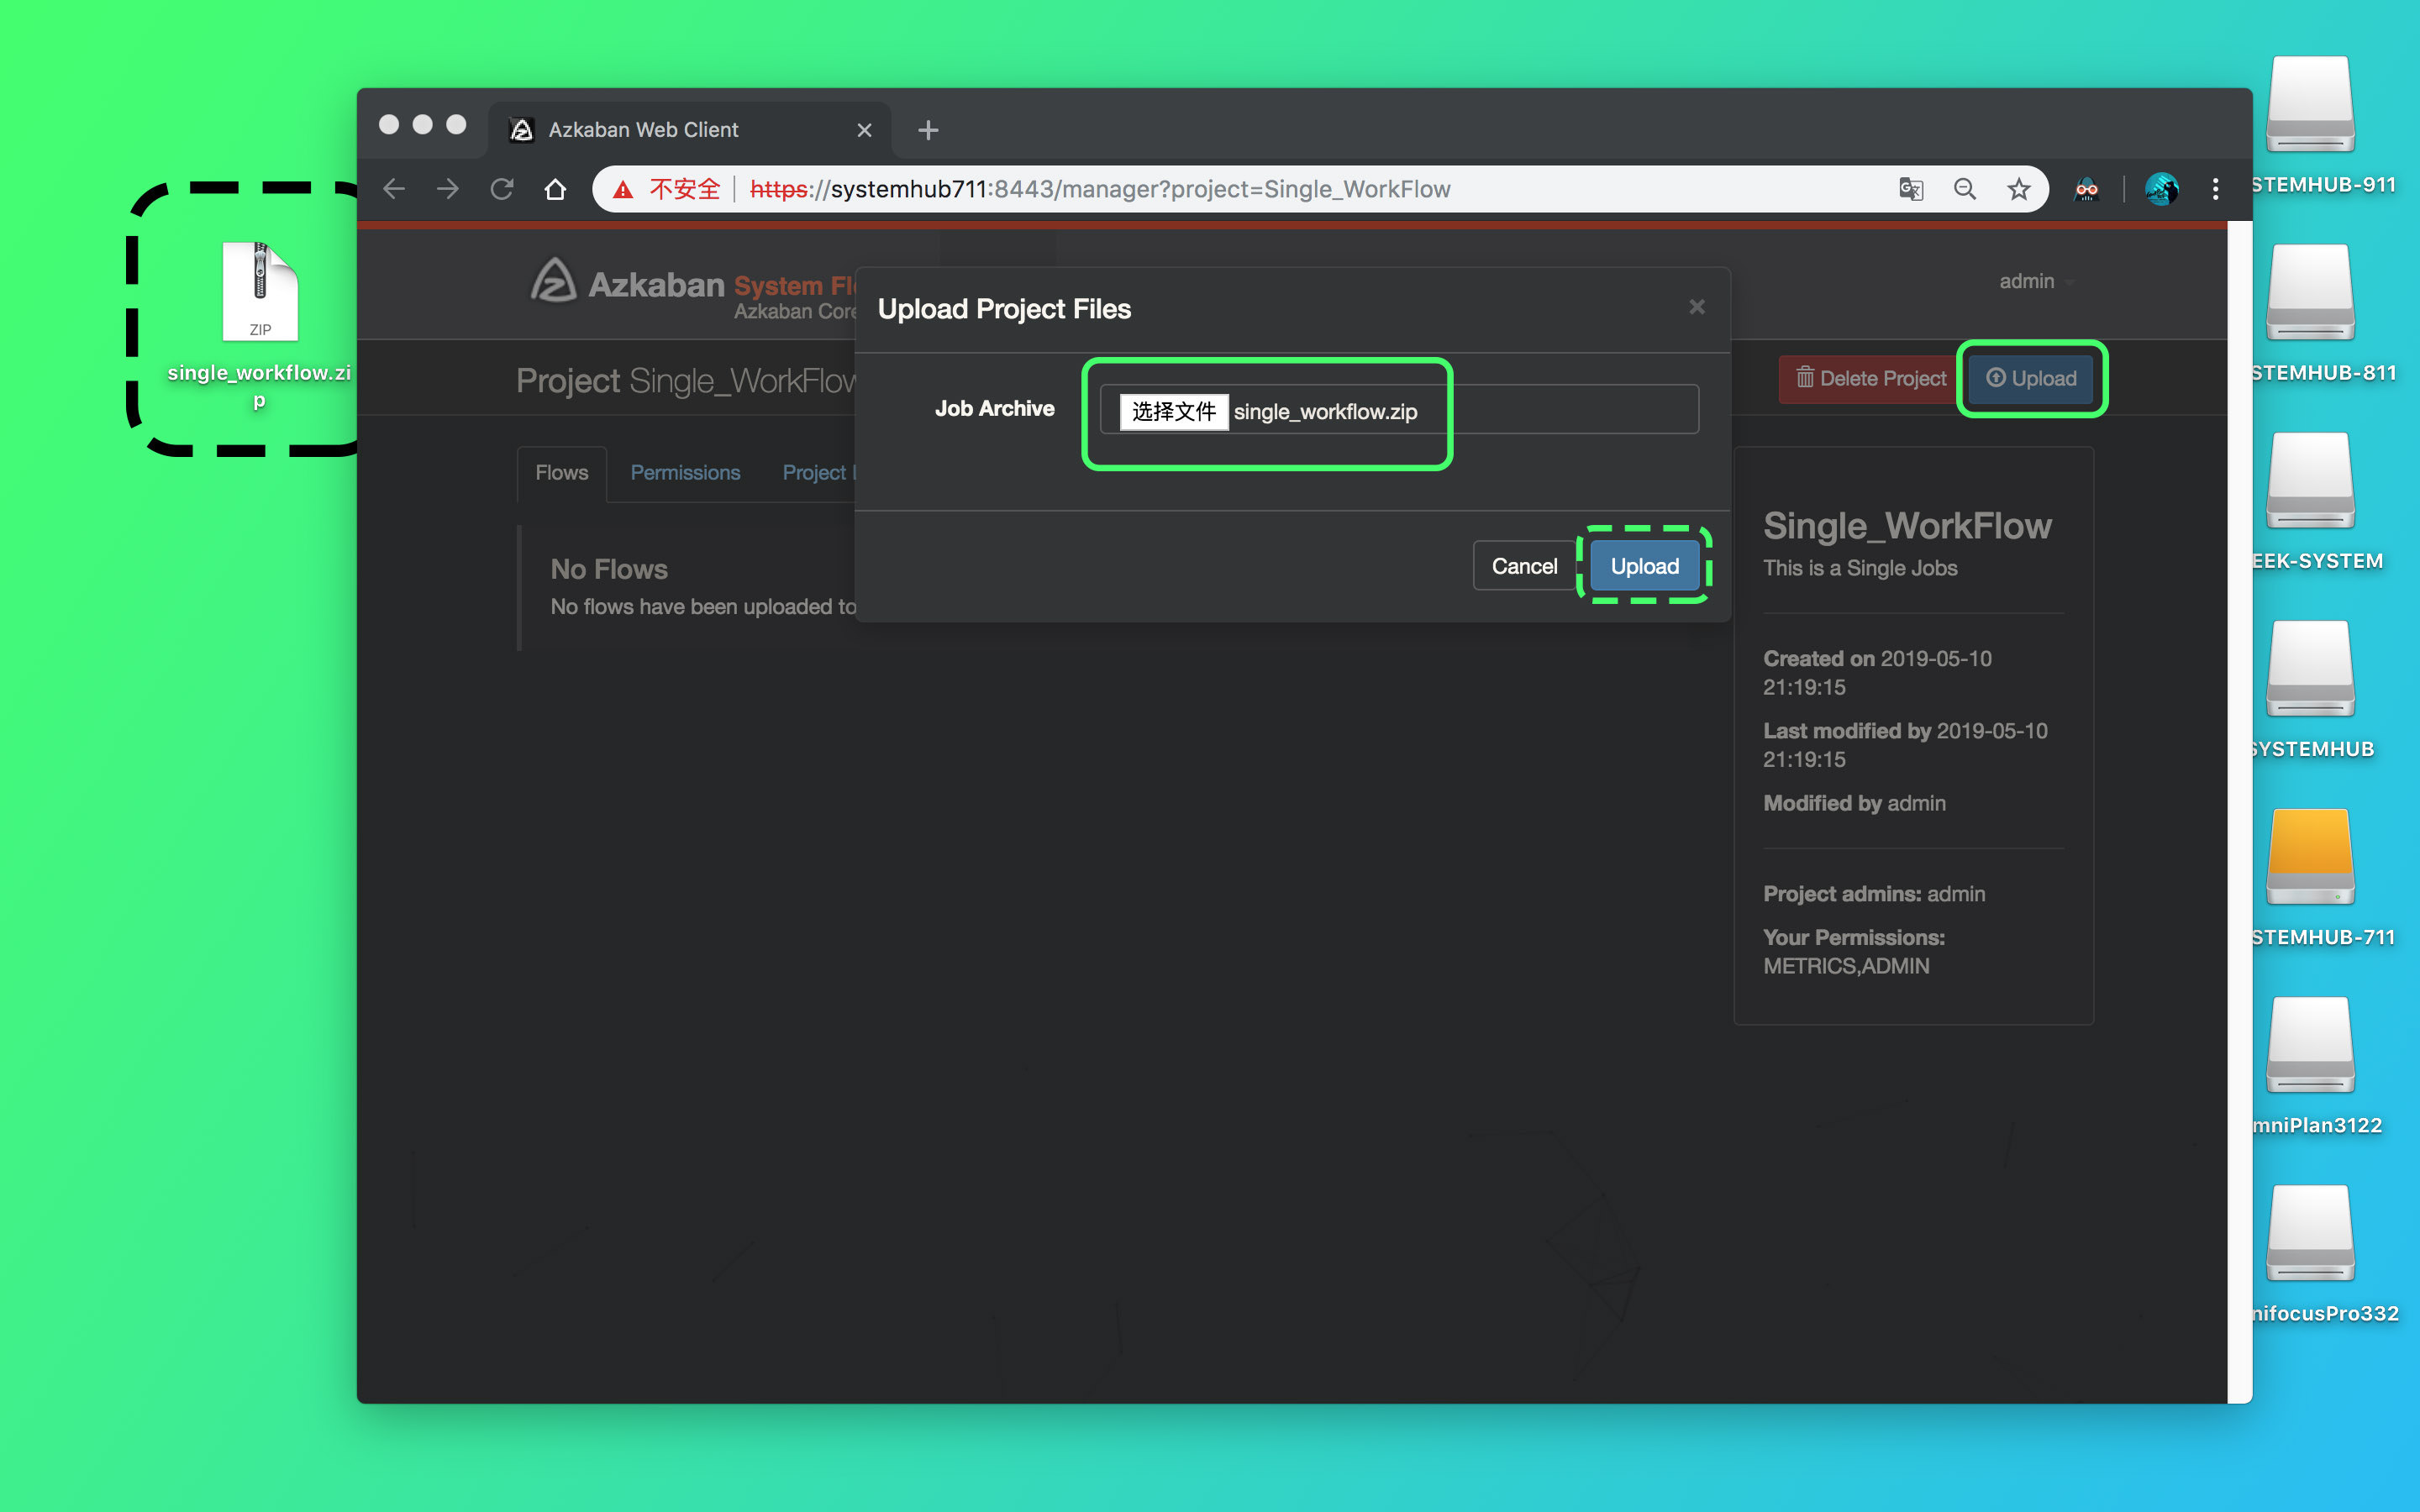 Azkaban Web Client
不安全
https://systemhub711:8443/manager?project=Single_WorkFlow
ZIP
single_workflow.zi
p
Azkaban System Fl
Azkaban Core
admin
Upload Project Files
Project Single_WorkFlow
Delete Project
Upload
Job Archive
选择文件 single_workflow.zip
Flows
Permissions
Project
Cancel
Upload
No Flows
No flows have been uploaded to
Single_WorkFlow
This is a Single Jobs
Created on 2019-05-10
21:19:15
Last modified by 2019-05-10
21:19:15
Modified by admin
Project admins: admin
Your Permissions:
METRICS,ADMIN
STEMHUB-911
STEMHUB-811
EEK-SYSTEM
SYSTEMHUB
STEMHUB-711
mniPlan3122
nifocusPro332